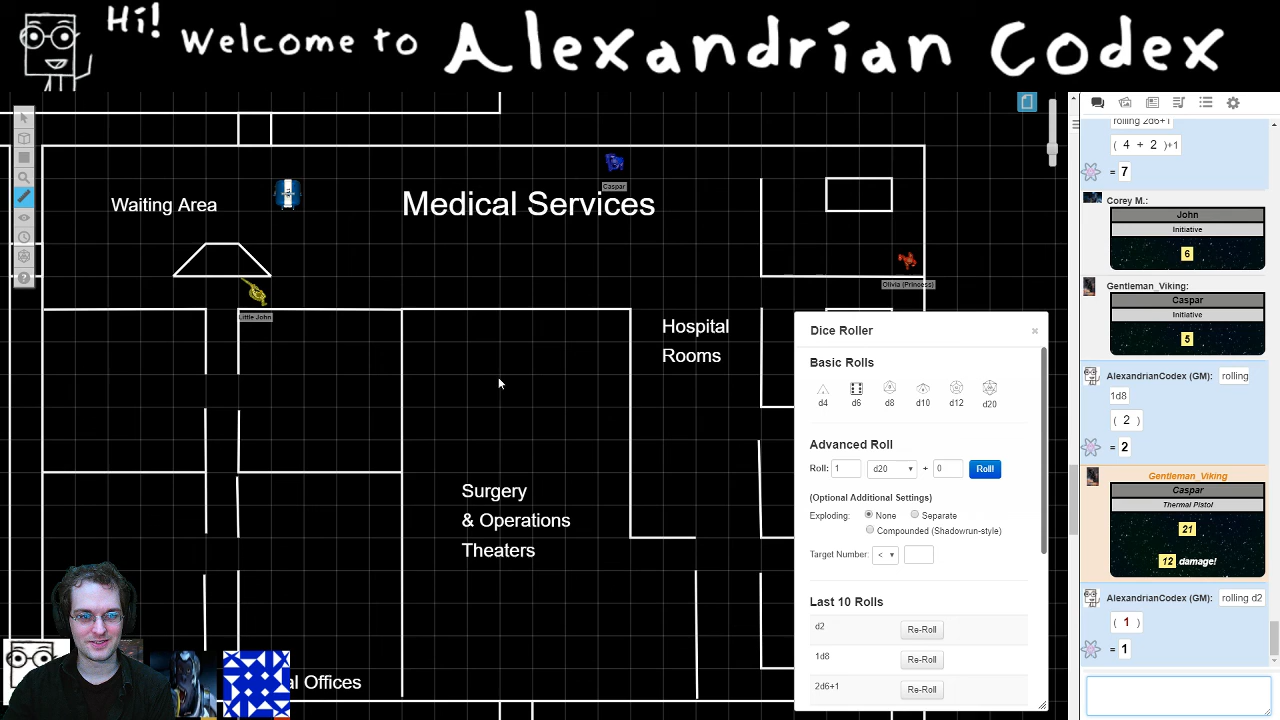 Hi! Welcome to Alexandrian Codex
Waiting Area
Medical Services
Caspar
Little John
Olivia (Princess)
Hospital
Rooms
Surgery
& Operations
Theaters
al Offices
Dice Roller
×
Basic Rolls
d4 d6 d8 d10 d12 d20
Advanced Roll
Roll: 1 d20 + 0 Roll!
(Optional Additional Settings)
Exploding: None Separate
Compounded (Shadowrun-style)
Target Number: <
Last 10 Rolls
d2 Re-Roll
1d8 Re-Roll
2d6+1 Re-Roll
rolling 2d6+1
( 4 + 2 )+1
= 7
Corey M.:
John
Initiative
6
Gentleman_Viking:
Caspar
Initiative
5
AlexandrianCodex (GM): rolling
1d8
( 2 )
= 2
Gentleman_Viking
Caspar
Thermal Pistol
21
12 damage!
AlexandrianCodex (GM): rolling d2
( 1 )
= 1